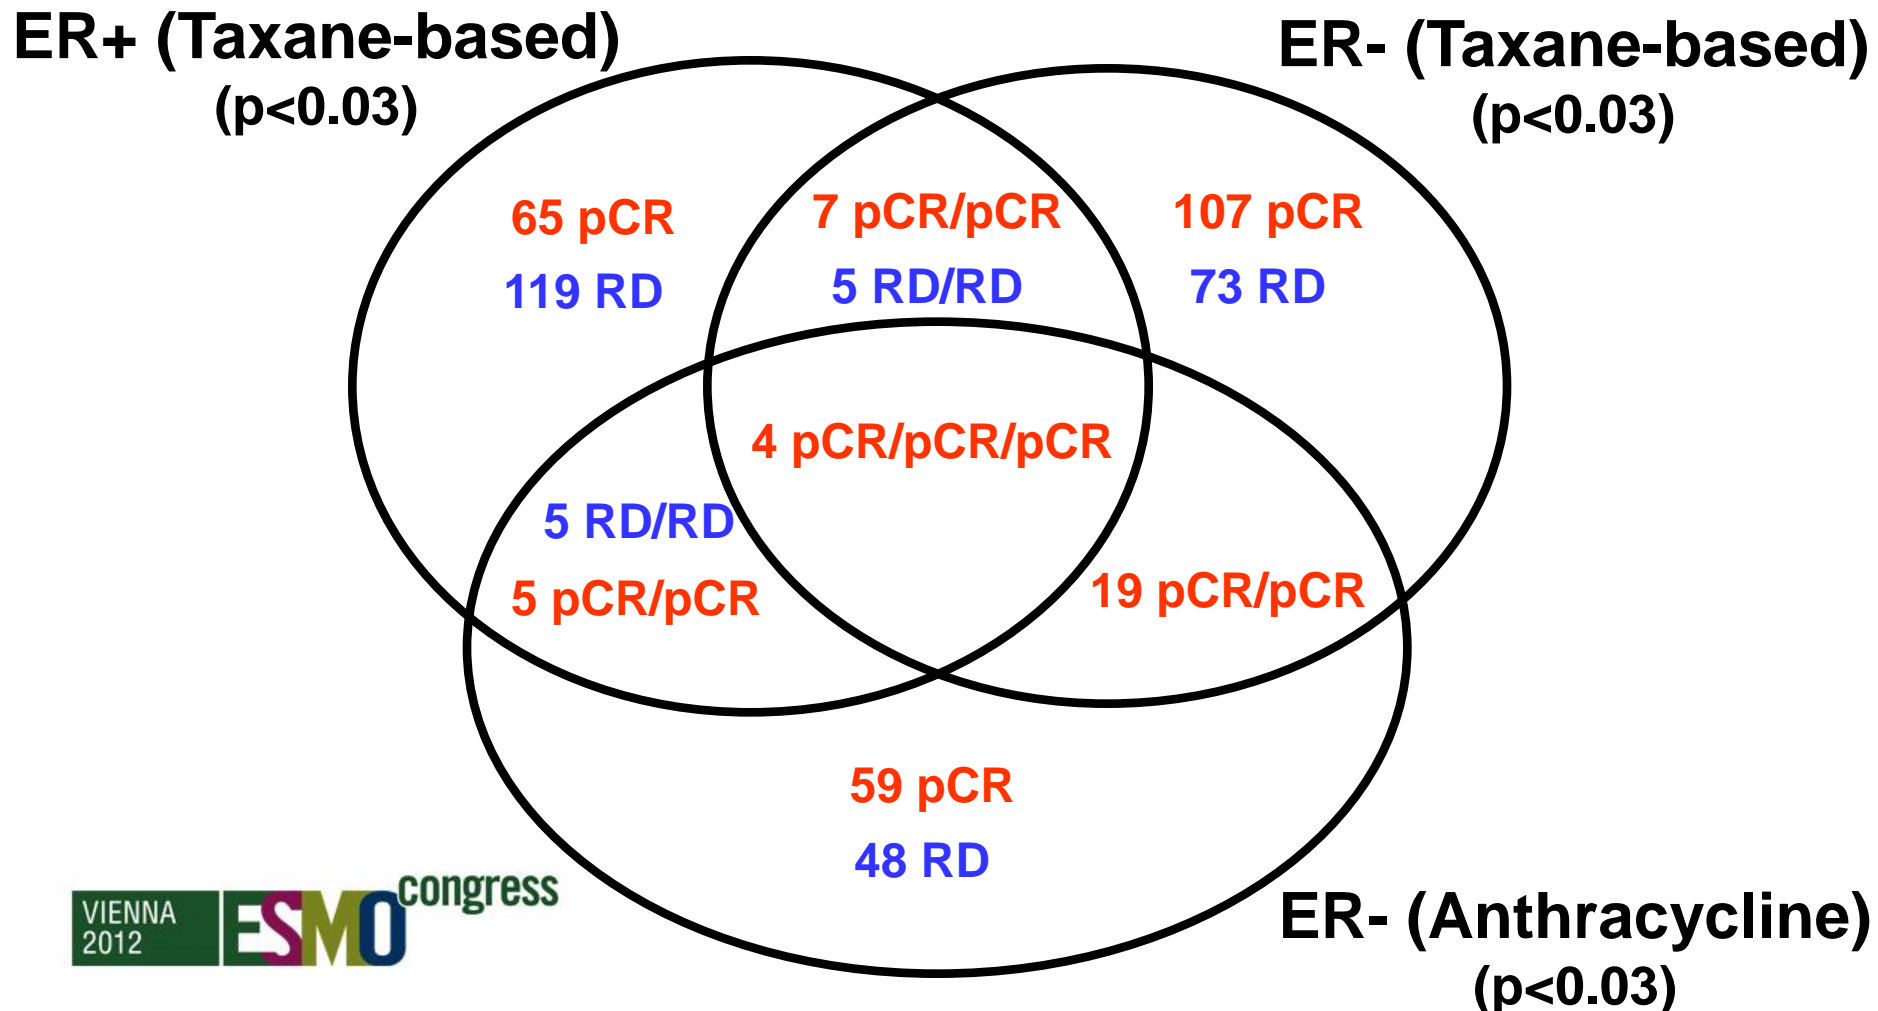 ER+ (Taxane-based)
(p<0.03)
ER- (Taxane-based)
(p<0.03)
65 pCR
119 RD
7 pCR/pCR
5 RD/RD
107 pCR
73 RD
4 pCR/pCR/pCR
5 RD/RD
5 pCR/pCR
19 pCR/pCR
59 pCR
48 RD
VIENNA
2012
ESMO
congress
ER- (Anthracycline)
(p<0.03)